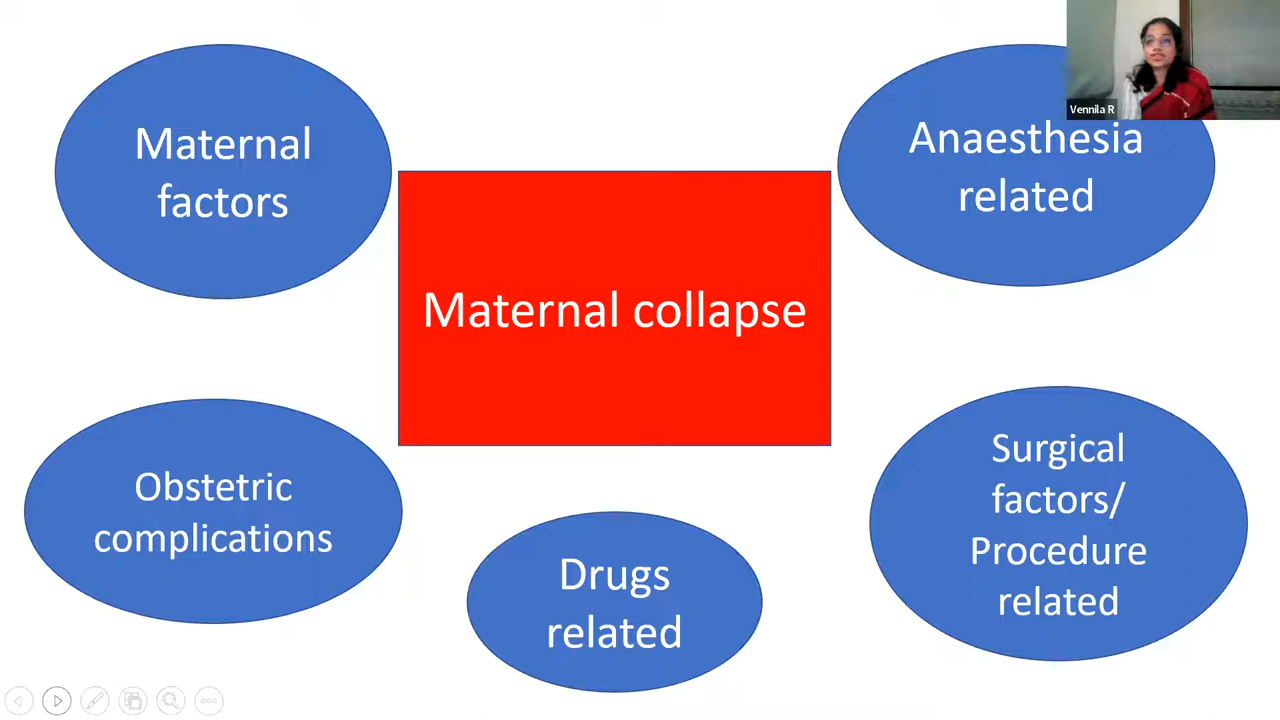 Maternal
factors
Vennila R
Anaesthesia
related
Maternal collapse
Obstetric
complications
Drugs
related
Surgical
factors/
Procedure
related